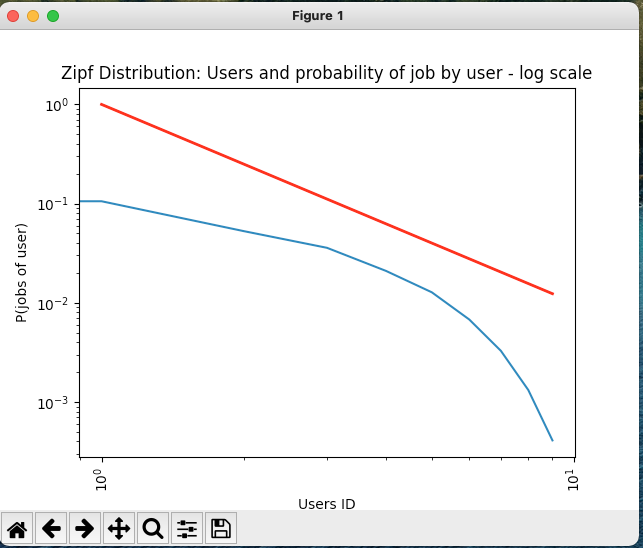 Figure 1
Zipf Distribution: Users and probability of job by user - log scale
10⁰
10⁻¹
10⁻²
10⁻³
P(jobs of user)
10⁰
10¹
Users ID